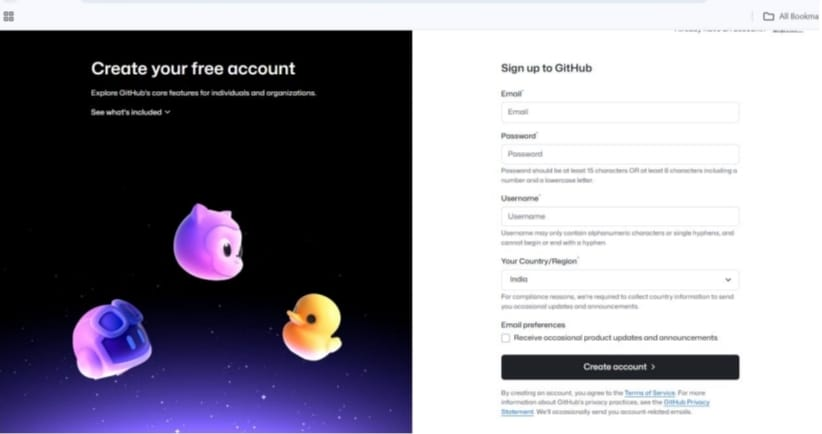 All Bookma
Create your free account
Explore GitHub's core features for individuals and organizations.
See what's included
Sign up to GitHub
Email*
Email
Password*
Password
Password should be at least 15 characters OR at least 8 characters including a
number and a lowercase letter.
Username*
Username
Username may only contain alphanumeric characters or single hyphens, and
cannot begin or end with a hyphen.
Your Country/Region*
India
For compliance reasons, we're required to collect country information to send
you occasional updates and announcements.
Email preferences
Receive occasional product updates and announcements
Create account
By creating an account, you agree to the Terms of Service. For more
information about GitHub's privacy practices, see the GitHub Privacy
Statement. We'll occasionally send you account-related emails.